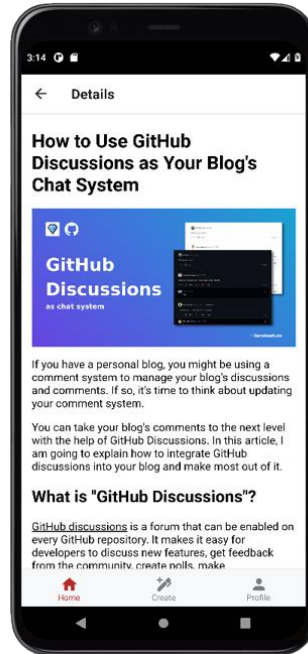 3:14
Details
How to Use GitHub
Discussions as Your Blog's
Chat System
GitHub
Discussions
as chat system
If you have a personal blog, you might be using a
comment system to manage your blog's discussions
and comments. If so, it's time to think about updating
your comment system.
You can take your blog's comments to the next level
with the help of GitHub Discussions. In this article, I
am going to explain how to integrate GitHub
discussions into your blog and make most out of it.
What is "GitHub Discussions"?
GitHub discussions is a forum that can be enabled on
every GitHub repository. It makes it easy for
developers to discuss new features, get feedback
from the community, create polls, make
Home
Create
Profile